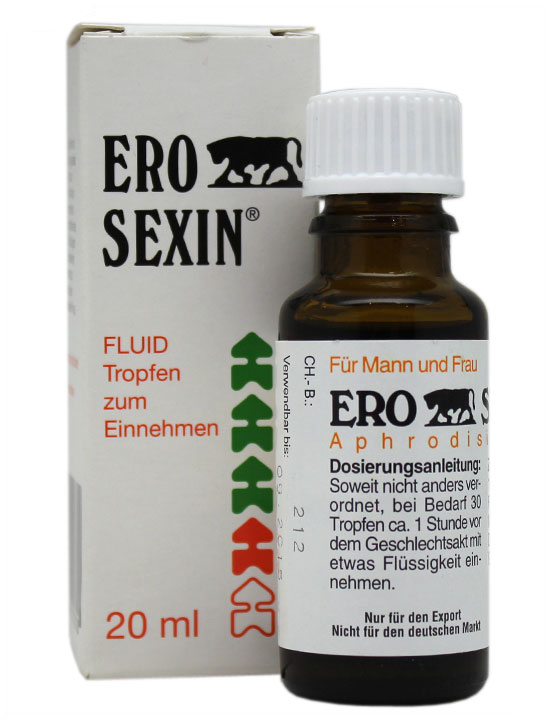 ERO
SEXIN®
FLUID
Tropfen
zum
Einnehmen
20 ml
CH.- B.:
212
Verwendbar bis:
09 2015
Für Mann und Frau
ERO
Dosierungsanleitung:
Soweit nicht anders ver-
ordnet, bei Bedarf 30
Tropfen ca. 1 Stunde vor
dem Geschlechtsakt mit
etwas Flüssigkeit ein-
nehmen.
Nur für den Export
Nicht für den deutschen Markt